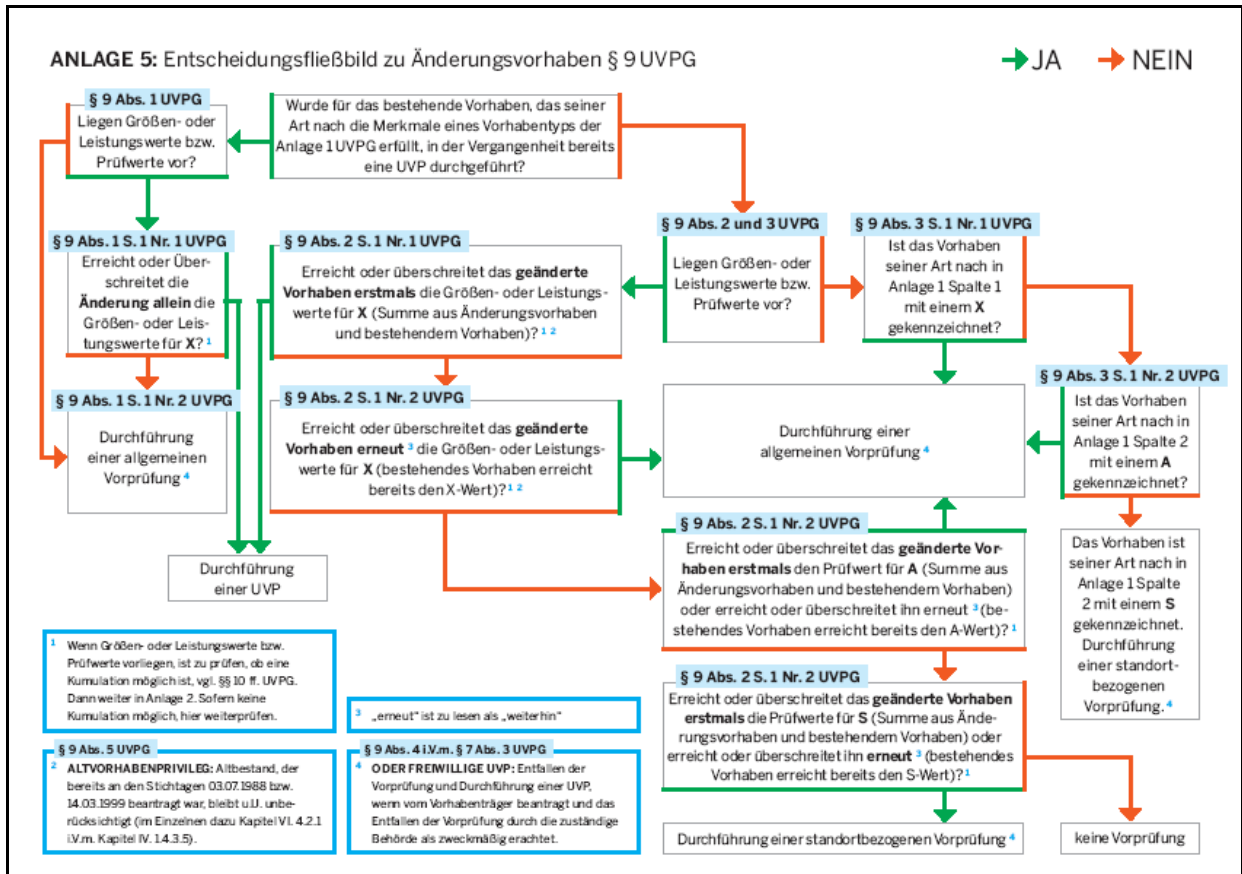 ANLAGE 5: Entscheidungsfließbild zu Änderungsvorhaben § 9 UVPG
JA
NEIN
§ 9 Abs. 1 UVPG
Liegen Größen- oder
Leistungswerte bzw.
Prüfwerte vor?
Wurde für das bestehende Vorhaben, das seiner
Art nach die Merkmale eines Vorhabentyps der
Anlage 1 UVPG erfüllt, in der Vergangenheit bereits
eine UVP durchgeführt?
§ 9 Abs. 1 S. 1 Nr. 1 UVPG
Erreicht oder Über-
schreitet die
Änderung allein die
Größen- oder Leis-
tungswerte für X? 1
§ 9 Abs. 2 S. 1 Nr. 1 UVPG
Erreicht oder überschreitet das geänderte
Vorhaben erstmals die Größen- oder Leistungs-
werte für X (Summe aus Änderungsvorhaben
und bestehendem Vorhaben)? 1 2
§ 9 Abs. 2 und 3 UVPG
Liegen Größen- oder
Leistungswerte bzw.
Prüfwerte vor?
§ 9 Abs. 3 S. 1 Nr. 1 UVPG
Ist das Vorhaben
seiner Art nach in
Anlage 1 Spalte 1
mit einem X
gekennzeichnet?
§ 9 Abs. 1 S. 1 Nr. 2 UVPG
Durchführung
einer allgemeinen
Vorprüfung 4
§ 9 Abs. 2 S. 1 Nr. 2 UVPG
Erreicht oder überschreitet das geänderte
Vorhaben erneut 3 die Größen- oder Leistungs-
werte für X (bestehendes Vorhaben erreicht
bereits den X-Wert)? 1 2
Durchführung einer
allgemeinen Vorprüfung 4
§ 9 Abs. 3 S. 1 Nr. 2 UVPG
Ist das Vorhaben
seiner Art nach in
Anlage 1 Spalte 2
mit einem A
gekennzeichnet?
Durchführung
einer UVP
§ 9 Abs. 2 S. 1 Nr. 2 UVPG
Erreicht oder überschreitet das geänderte Vor-
haben erstmals den Prüfwert für A (Summe aus
Änderungsvorhaben und bestehendem Vorhaben)
oder erreicht oder überschreitet ihn erneut 3 (be-
stehendes Vorhaben erreicht bereits den A-Wert)? 1
Das Vorhaben ist
seiner Art nach in
Anlage 1 Spalte
2 mit einem S
gekennzeichnet.
Durchführung
einer standort-
bezogenen
Vorprüfung. 4
§ 9 Abs. 2 S. 1 Nr. 2 UVPG
Erreicht oder überschreitet das geänderte Vorhaben
erstmals die Prüfwerte für S (Summe aus Ände-
rungsvorhaben und bestehendem Vorhaben) oder
erreicht oder überschreitet ihn erneut 3 (bestehendes
Vorhaben erreicht bereits den S-Wert)? 1
Durchführung einer standortbezogenen Vorprüfung 4
keine Vorprüfung
1 Wenn Größen- oder Leistungswerte bzw.
Prüfwerte vorliegen, ist zu prüfen, ob eine
Kumulation möglich ist, vgl. §§ 10 ff. UVPG.
Dann weiter in Anlage 2. Sofern keine
Kumulation möglich, hier weiterprüfen.
§ 9 Abs. 5 UVPG
2 ALTVORHABENPRIVILEG: Altbestand, der
bereits an den Stichtagen 03.07.1988 bzw.
14.03.1999 beantragt war, bleibt u.U. unbe-
rücksichtigt (im Einzelnen dazu Kapitel VI. 4.2.1
i.V.m. Kapitel IV. 1.4.3.5).
3 „erneut“ ist zu lesen als „weiterhin“
§ 9 Abs. 4 i.V.m. § 7 Abs. 3 UVPG
4 ODER FREIWILLIGE UVP: Entfallen der
Vorprüfung und Durchführung einer UVP,
wenn vom Vorhabenträger beantragt und das
Entfallen der Vorprüfung durch die zuständige
Behörde als zweckmäßig erachtet.